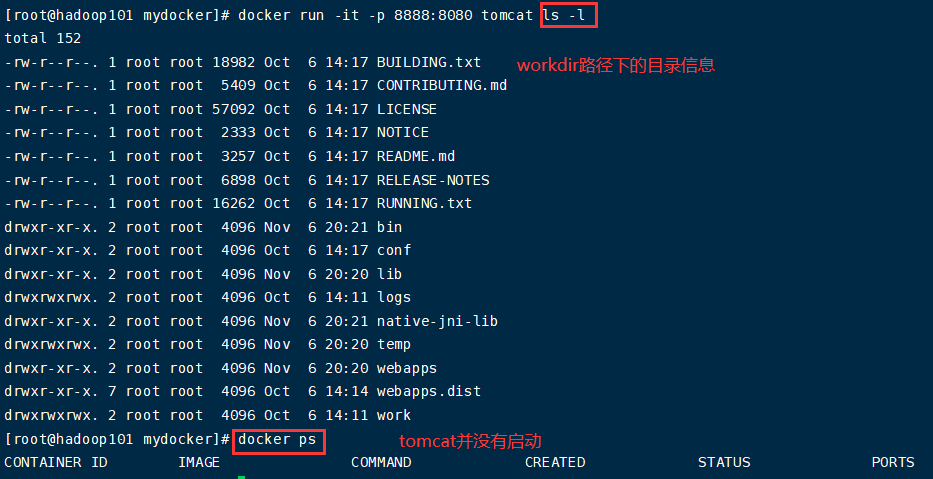 [root@hadoop101 mydocker]# docker run -it -p 8888:8080 tomcat ls -l
total 152
-rw-r--r--. 1 root root 18982 Oct  6 14:17 BUILDING.txt
workdir路径下的目录信息
-rw-r--r--. 1 root root  5409 Oct  6 14:17 CONTRIBUTING.md
-rw-r--r--. 1 root root 57092 Oct  6 14:17 LICENSE
-rw-r--r--. 1 root root  2333 Oct  6 14:17 NOTICE
-rw-r--r--. 1 root root  3257 Oct  6 14:17 README.md
-rw-r--r--. 1 root root  6898 Oct  6 14:17 RELEASE-NOTES
-rw-r--r--. 1 root root 16262 Oct  6 14:17 RUNNING.txt
drwxr-xr-x. 2 root root  4096 Nov  6 20:21 bin
drwxr-xr-x. 2 root root  4096 Oct  6 14:17 conf
drwxr-xr-x. 2 root root  4096 Nov  6 20:20 lib
drwxrwxrwx. 2 root root  4096 Oct  6 14:11 logs
drwxr-xr-x. 2 root root  4096 Nov  6 20:21 native-jni-lib
drwxrwxrwx. 2 root root  4096 Nov  6 20:20 temp
drwxr-xr-x. 2 root root  4096 Nov  6 20:20 webapps
drwxr-xr-x. 7 root root  4096 Oct  6 14:14 webapps.dist
drwxrwxrwx. 2 root root  4096 Oct  6 14:11 work
[root@hadoop101 mydocker]# docker ps
tomcat并没有启动
CONTAINER ID        IMAGE               COMMAND             CREATED             STATUS              PORTS